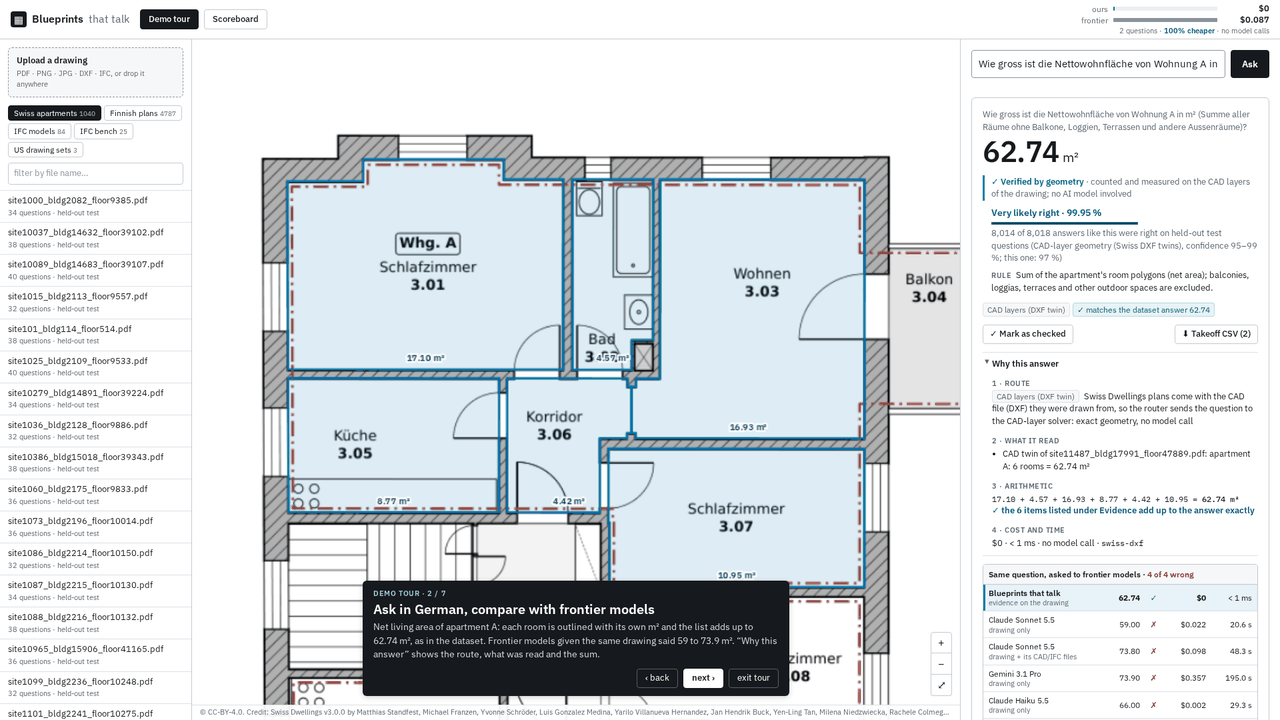 Blueprints that talk
Demo tour
Scoreboard
ours $0
frontier $0.087
2 questions · 100% cheaper · no model calls
Upload a drawing
PDF · PNG · JPG · DXF · IFC, or drop it
anywhere
Swiss apartments 1040
Finnish plans 4787
IFC models 84
IFC bench 25
US drawing sets 3
filter by file name...
site1000_bldg2082_floor9385.pdf
34 questions · held-out test
site10037_bldg14632_floor39102.pdf
38 questions · held-out test
site10089_bldg14683_floor39107.pdf
40 questions · held-out test
site1015_bldg2113_floor9557.pdf
32 questions · held-out test
site101_bldg114_floor514.pdf
38 questions · held-out test
site1025_bldg2109_floor9533.pdf
40 questions · held-out test
site10279_bldg14891_floor39224.pdf
34 questions · held-out test
site1036_bldg2128_floor9886.pdf
32 questions · held-out test
site10386_bldg15018_floor39343.pdf
38 questions · held-out test
site1060_bldg2175_floor9833.pdf
36 questions · held-out test
site1073_bldg2196_floor10014.pdf
36 questions · held-out test
site1086_bldg2214_floor10150.pdf
32 questions · held-out test
site1087_bldg2215_floor10130.pdf
34 questions · held-out test
site1088_bldg2216_floor10132.pdf
38 questions · held-out test
site10965_bldg15906_floor41165.pdf
36 questions · held-out test
site1099_bldg2236_floor10248.pdf
32 questions · held-out test
site1101_bldg2241_floor10275.pdf
Whg. A
Schlafzimmer
3.01
17.10 m²
Bad
4.57 m²
Wohnen
3.03
16.93 m²
Balkon
3.04
Küche
3.05
8.77 m²
Korridor
3.06
4.42 m²
Schlafzimmer
3.07
10.95 m²
zimmer
08
DEMO TOUR · 2 / 7
Ask in German, compare with frontier models
Net living area of apartment A: each room is outlined with its own m² and the list adds up to
62.74 m², as in the dataset. Frontier models given the same drawing said 59 to 73.9 m². “Why this
answer” shows the route, what was read and the sum.
‹ back
next ›
exit tour
+
−
⤢
© CC-BY-4.0. Credit: Swiss Dwellings v3.0.0 by Matthias Standfest, Michael Franzen, Yvonne Schröder, Luis Gonzalez Medina, Yarilo Villanueva Hernandez, Jan Hendrik Buck, Yen-Ling Tan, Milena Niedzwiecka, Rachele Colmeg…
Wie gross ist die Nettowohnfläche von Wohnung A in
Ask
Wie gross ist die Nettowohnfläche von Wohnung A in m² (Summe aller
Räume ohne Balkone, Loggien, Terrassen und andere Aussenräume)?
62.74 m²
✓ Verified by geometry · counted and measured on the CAD layers
of the drawing; no AI model involved
Very likely right · 99.95 %
8,014 of 8,018 answers like this were right on held-out test
questions (CAD-layer geometry (Swiss DXF twins), confidence 95–99
%; this one: 97 %)
RULE Sum of the apartment's room polygons (net area); balconies,
loggias, terraces and other outdoor spaces are excluded.
CAD layers (DXF twin)
✓ matches the dataset answer 62.74
✓ Mark as checked
⬇ Takeoff CSV (2)
▾ Why this answer
1 · ROUTE
CAD layers (DXF twin) Swiss Dwellings plans come with the CAD
file (DXF) they were drawn from, so the router sends the question to
the CAD-layer solver: exact geometry, no model call
2 · WHAT IT READ
• CAD twin of site11487_bldg17991_floor47889.pdf: apartment
A: 6 rooms = 62.74 m²
3 · ARITHMETIC
17.10 + 4.57 + 16.93 + 8.77 + 4.42 + 10.95 = 62.74 m²
✓ the 6 items listed under Evidence add up to the answer exactly
4 · COST AND TIME
$0 · < 1 ms · no model call · swiss-dxf
Same question, asked to frontier models · 4 of 4 wrong
Blueprints that talk 62.74 ✓ $0 < 1 ms
evidence on the drawing
Claude Sonnet 5.5 59.00 ✗ $0.022 20.6 s
drawing only
Claude Sonnet 5.5 73.80 ✗ $0.098 48.3 s
drawing + its CAD/IFC files
Gemini 3.1 Pro 73.90 ✗ $0.357 195.0 s
drawing only
Claude Haiku 5.5 66.00 ✗ $0.002 29.3 s
drawing only